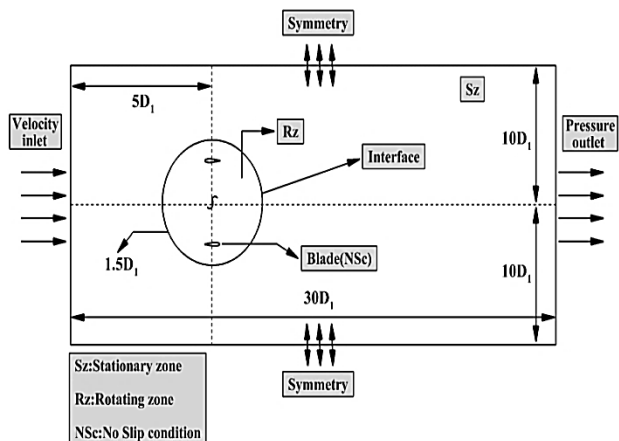 Symmetry
5D1
Sz
10D1
Velocity
inlet
Rz
Pressure
outlet
Interface
1.5D1
Blade(NSc)
10D1
30D1
Sz:Stationary zone
Rz:Rotating zone
NSc:No Slip condition
Symmetry